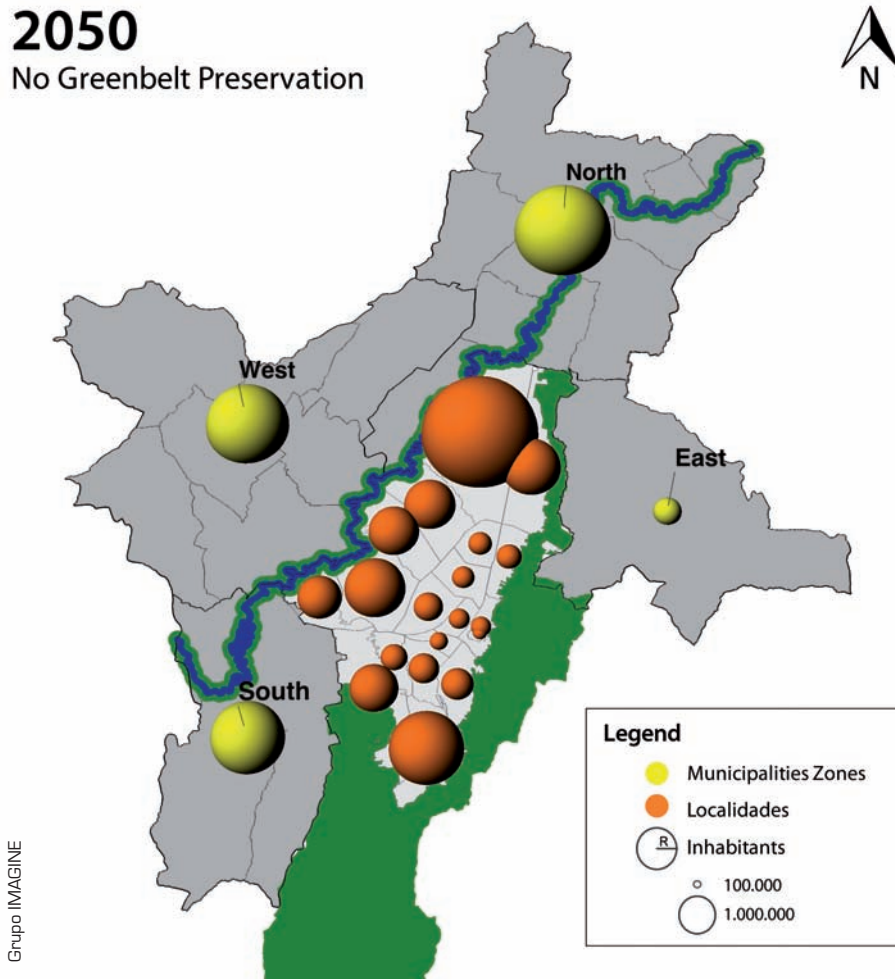 2050
No Greenbelt Preservation
N
North
West
East
South
Legend
Municipalities Zones
Localidades
R
Inhabitants
100.000
1.000.000
Grupo IMAGINE